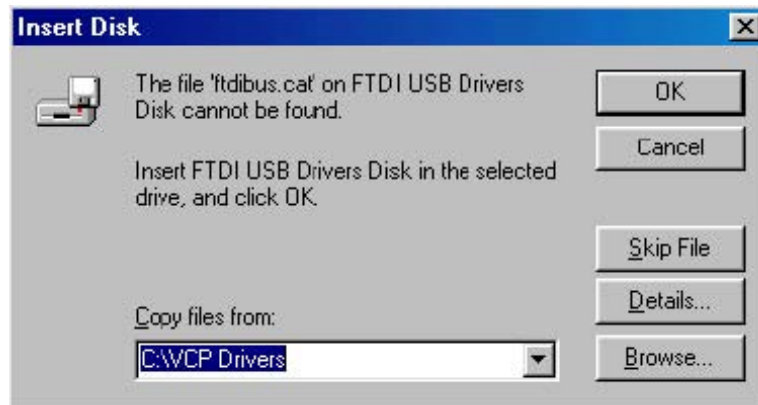 Insert Disk
The file 'ftdibus.cat' on FTDI USB Drivers
Disk cannot be found.
Insert FTDI USB Drivers Disk in the selected
drive, and click OK.
Copy files from:
C:\VCP Drivers
OK
Cancel
Skip File
Details...
Browse...